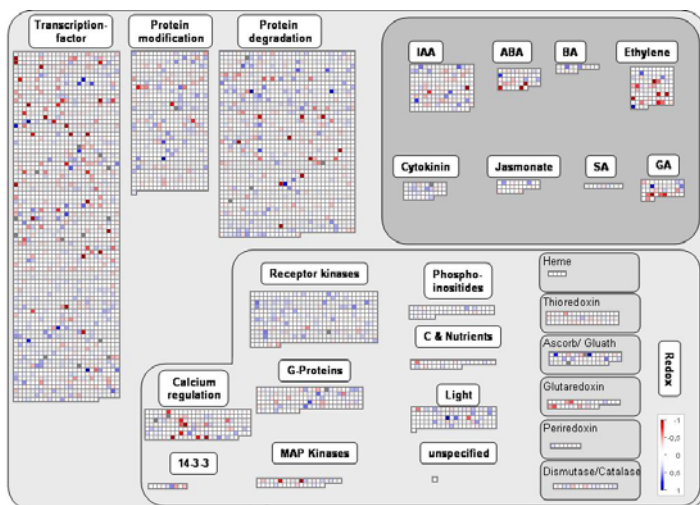 Transcription-
factor
Protein
modification
Protein
degradation
IAA
ABA
BA
Ethylene
Cytokinin
Jasmonate
SA
GA
Receptor kinases
Phospho-
inositides
C & Nutrients
G-Proteins
Calcium
regulation
Light
14-3-3
MAP Kinases
unspecified
Heme
Thioredoxin
Ascorb/ Gluath
Glutaredoxin
Periredoxin
Dismutase/Catalase
Redox
-1
-0,5
0
0,5
1